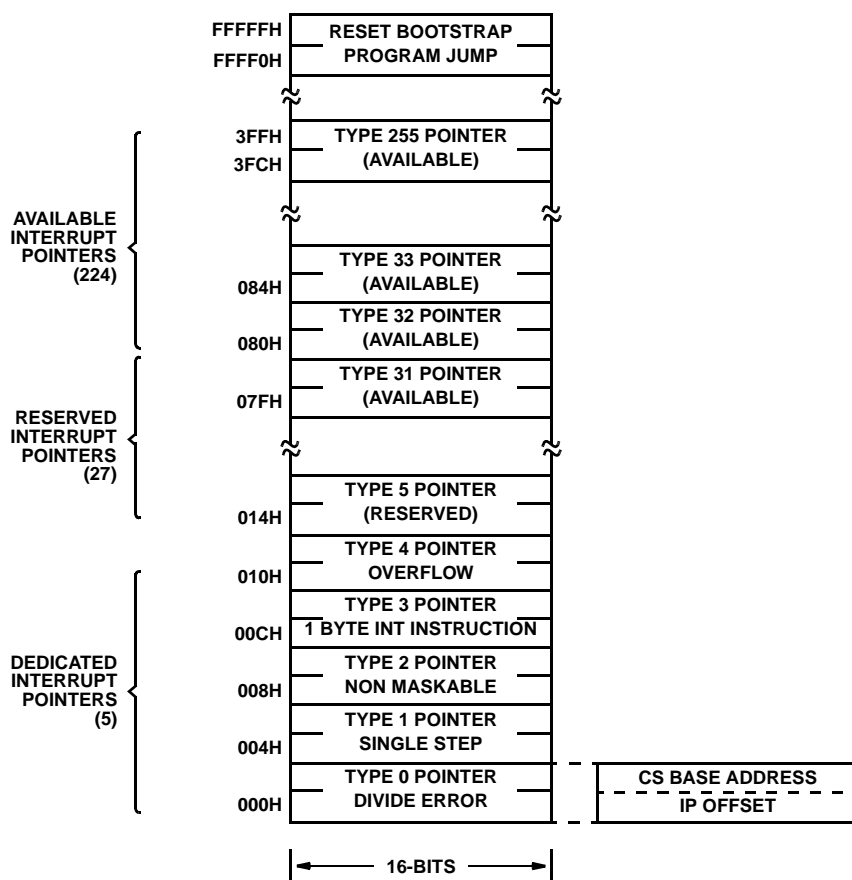 FFFFFH
RESET BOOTSTRAP
FFFF0H
PROGRAM JUMP
3FFH
TYPE 255 POINTER
3FCH
(AVAILABLE)
AVAILABLE
INTERRUPT
POINTERS
(224)
TYPE 33 POINTER
084H
(AVAILABLE)
TYPE 32 POINTER
080H
(AVAILABLE)
TYPE 31 POINTER
07FH
(AVAILABLE)
RESERVED
INTERRUPT
POINTERS
(27)
TYPE 5 POINTER
014H
(RESERVED)
TYPE 4 POINTER
010H
OVERFLOW
TYPE 3 POINTER
00CH
1 BYTE INT INSTRUCTION
DEDICATED
INTERRUPT
POINTERS
(5)
TYPE 2 POINTER
008H
NON MASKABLE
TYPE 1 POINTER
004H
SINGLE STEP
TYPE 0 POINTER
000H
DIVIDE ERROR
CS BASE ADDRESS
IP OFFSET
16-BITS